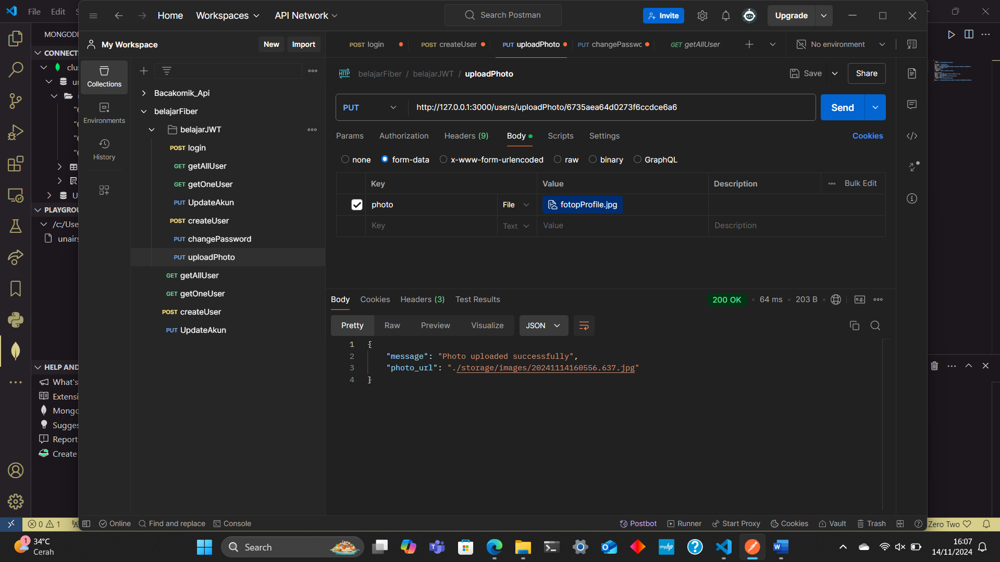 File Edit
Home Workspaces API Network Search Postman Invite Upgrade
MONGODB
My Workspace New Import POST login POST createUser PUT uploadPhoto PUT changePasswc GET getAllUser No environment
CONNECT
Collections
Environments
History
belajarFiber / belajarJWT / uploadPhoto Save Share
Bacakomik_Api
belajarFiber
belajarJWT
POST login
GET getAllUser
GET getOneUser
PUT UpdateAkun
POST createUser
PUT changePassword
PUT uploadPhoto
GET getAllUser
GET getOneUser
POST createUser
PUT UpdateAkun
PUT http://127.0.0.1:3000/users/uploadPhoto/6735aea64d0273f6ccdce6a6 Send
Params Authorization Headers (9) Body Scripts Settings Cookies
none form-data x-www-form-urlencoded raw binary GraphQL
Key Value Description Bulk Edit
photo File fotopProfile.jpg
Key Text Value Description
Body Cookies Headers (3) Test Results 200 OK 64 ms 203 B
Pretty Raw Preview Visualize JSON
1 {
2 "message": "Photo uploaded successfully",
3 "photo_url": "./storage/images/20241114160556.637.jpg"
4 }
PLAYGROU
/c:/Use
unairs
HELP AND
What's
Extensi
Mongo
Sugges
Report
Create
0 1 Online Find and replace Console Postbot Runner Start Proxy Cookies Vault Trash Zero Two
1 34°C
Cerah
Search
16:07
14/11/2024